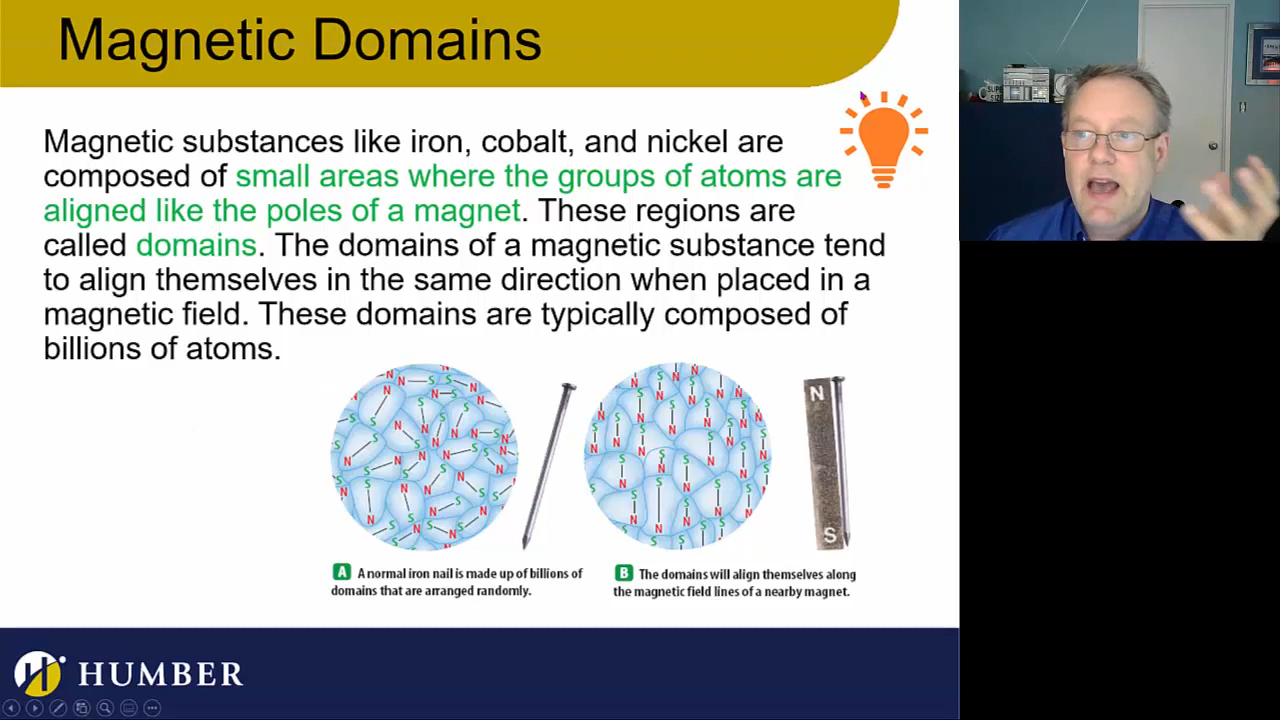 Magnetic Domains
Magnetic substances like iron, cobalt, and nickel are
composed of small areas where the groups of atoms are
aligned like the poles of a magnet. These regions are
called domains. The domains of a magnetic substance tend
to align themselves in the same direction when placed in a
magnetic field. These domains are typically composed of
billions of atoms.
N
S
A A normal iron nail is made up of billions of
domains that are arranged randomly.
B The domains will align themselves along
the magnetic field lines of a nearby magnet.
HUMBER